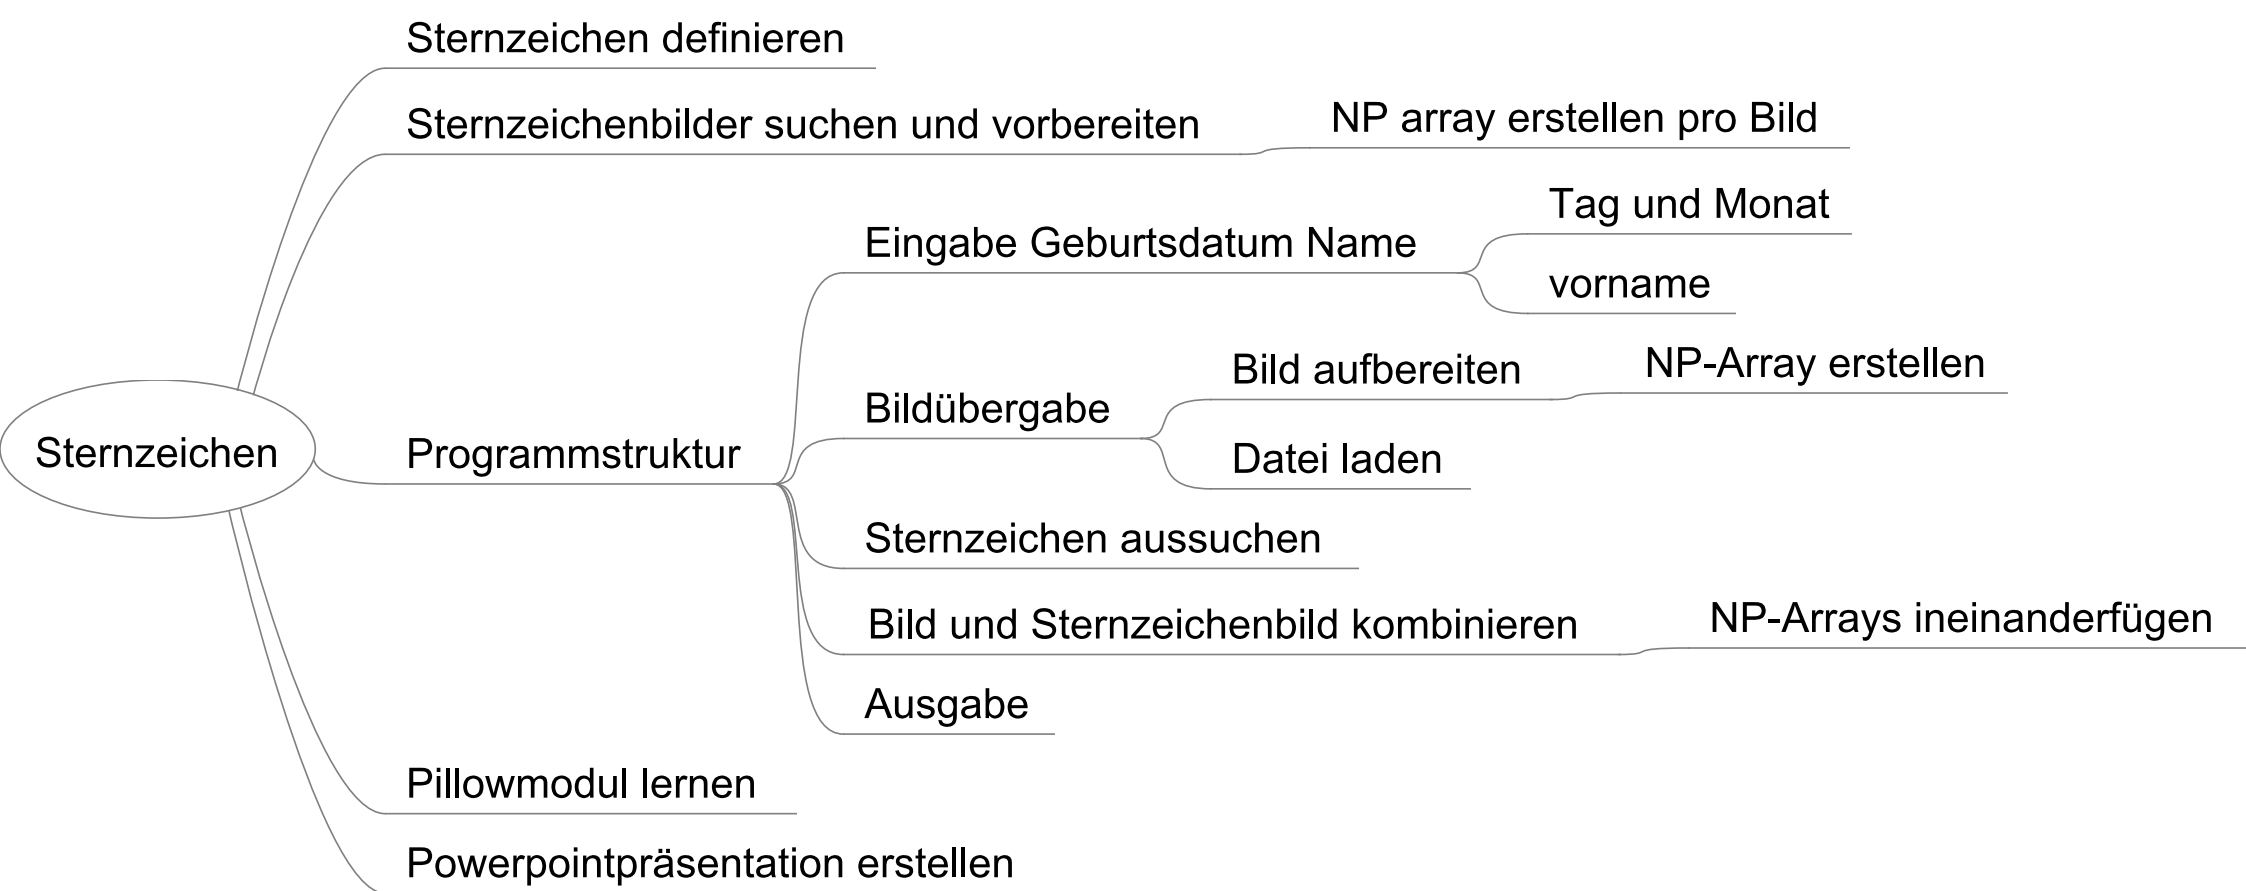 Sternzeichen
Sternzeichen definieren
Sternzeichenbilder suchen und vorbereiten
NP array erstellen pro Bild
Programmstruktur
Eingabe Geburtsdatum Name
Tag und Monat
vorname
Bildübergabe
Bild aufbereiten
NP-Array erstellen
Datei laden
Sternzeichen aussuchen
Bild und Sternzeichenbild kombinieren
NP-Arrays ineinanderfügen
Ausgabe
Pillowmodul lernen
Powerpointpräsentation erstellen